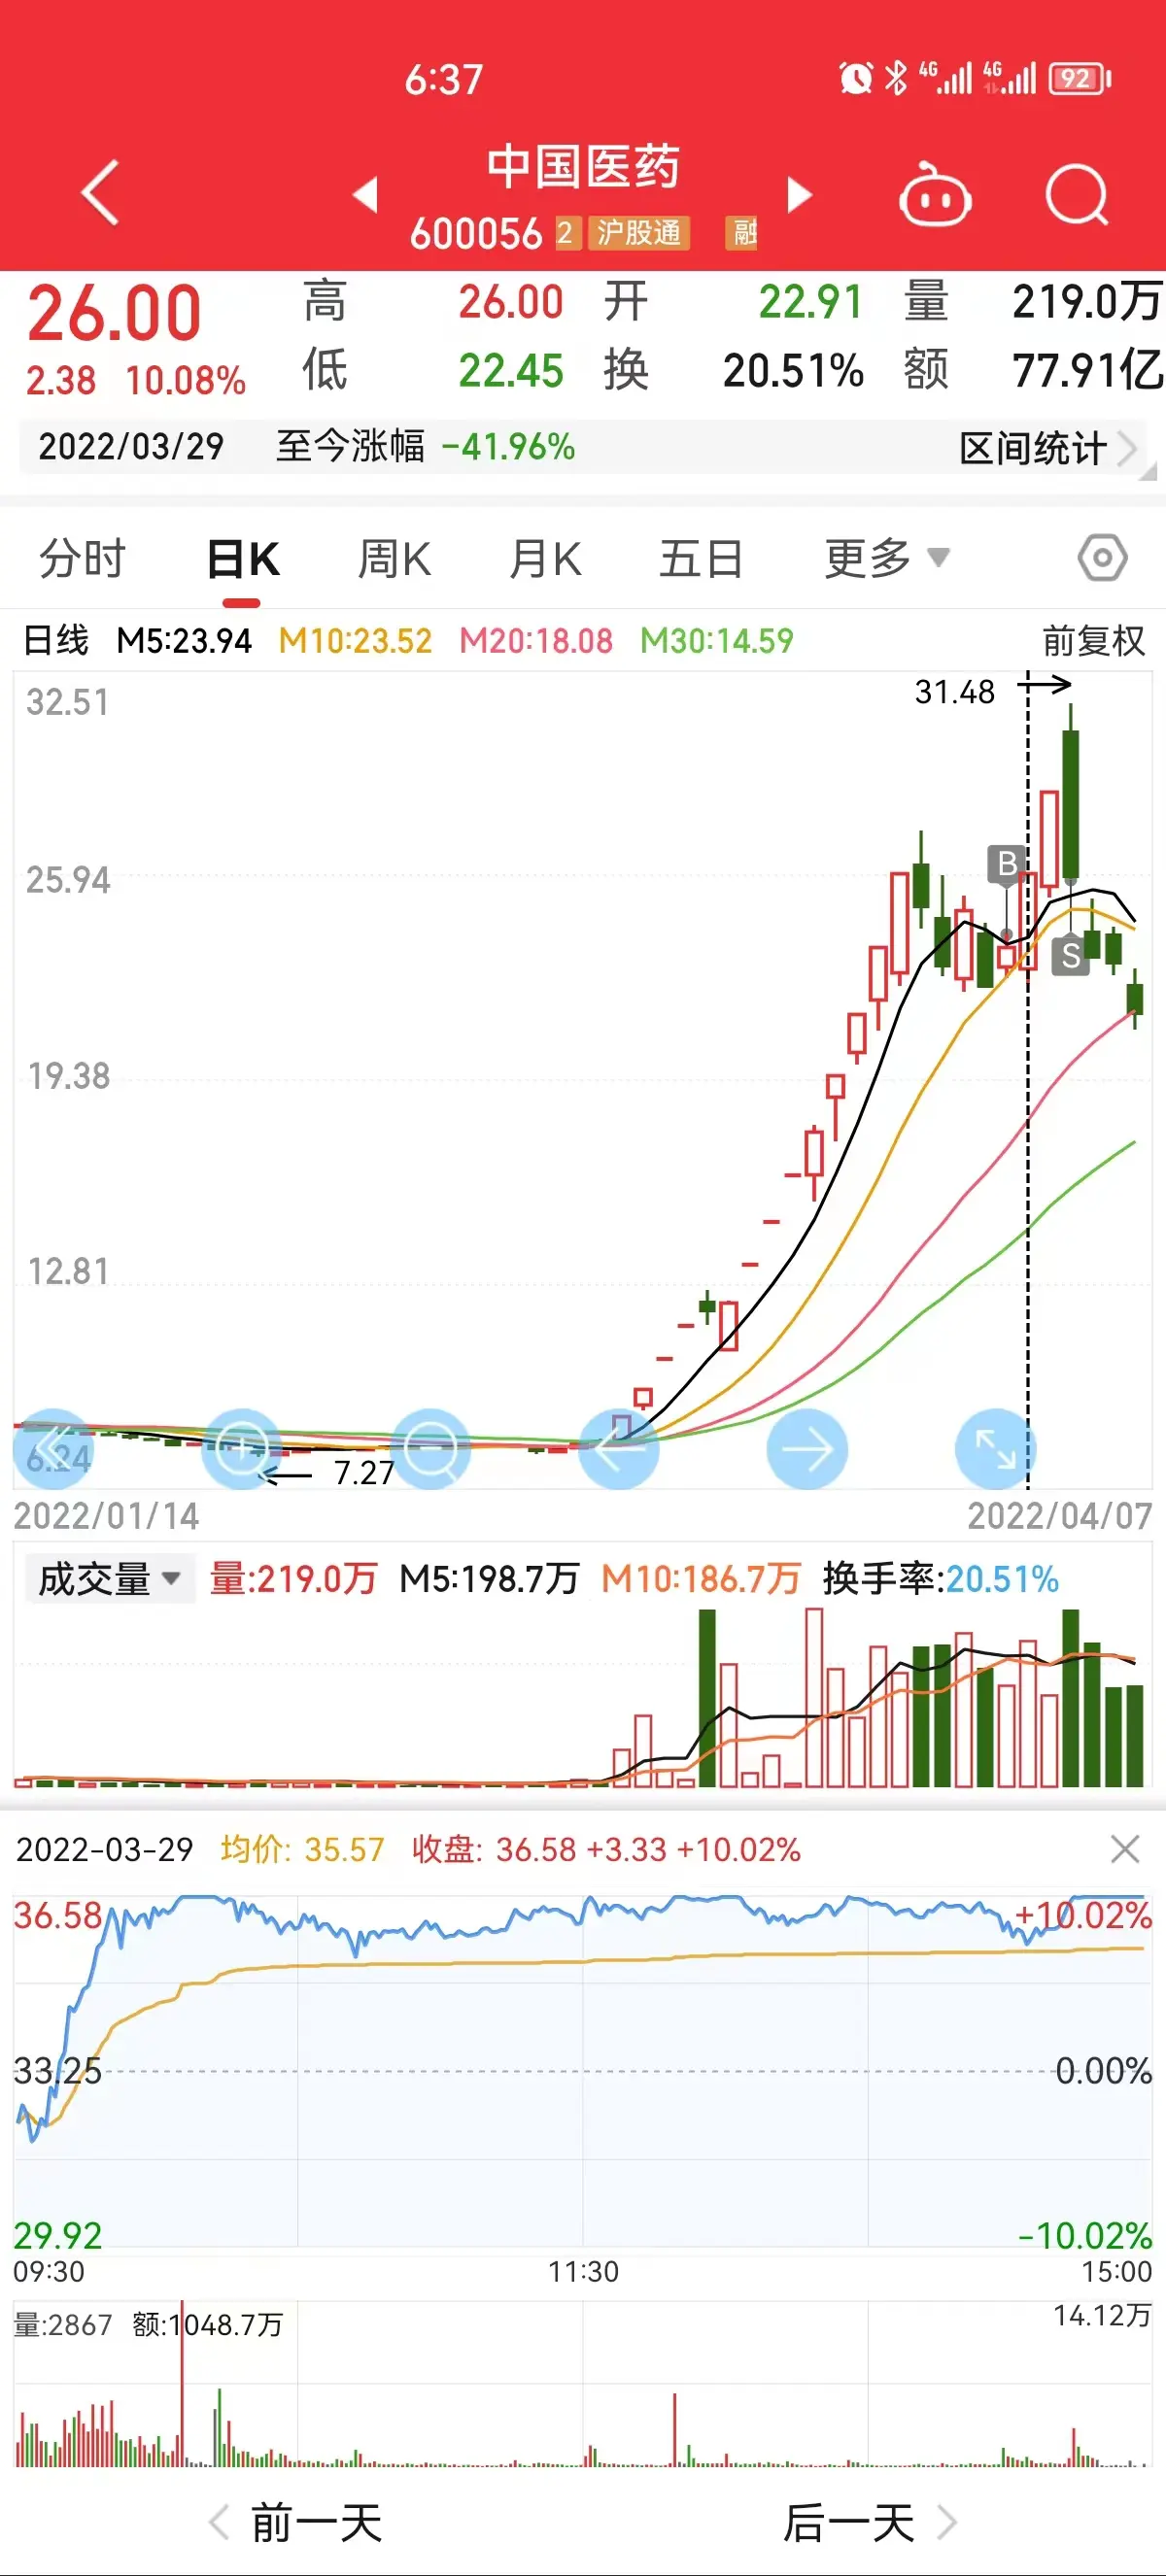 6:37 4G 4G 92
中国医药
600056 2 沪股通 融
26.00 高 26.00 开 22.91 量 219.0万
2.38 10.08% 低 22.45 换 20.51% 额 77.91亿
2022/03/29 至今涨幅 -41.96% 区间统计
分时 日K 周K 月K 五日 更多
日线 M5:23.94 M10:23.52 M20:18.08 M30:14.59 前复权
32.51 31.48
25.94 B
S
19.38
12.81
6.24
7.27
2022/01/14 2022/04/07
成交量 量:219.0万 M5:198.7万 M10:186.7万 换手率:20.51%
2022-03-29 均价: 35.57 收盘: 36.58 +3.33 +10.02%
36.58 +10.02%
33.25 0.00%
29.92 -10.02%
09:30 11:30 15:00
量:2867 额:1048.7万 14.12万
前一天 后一天